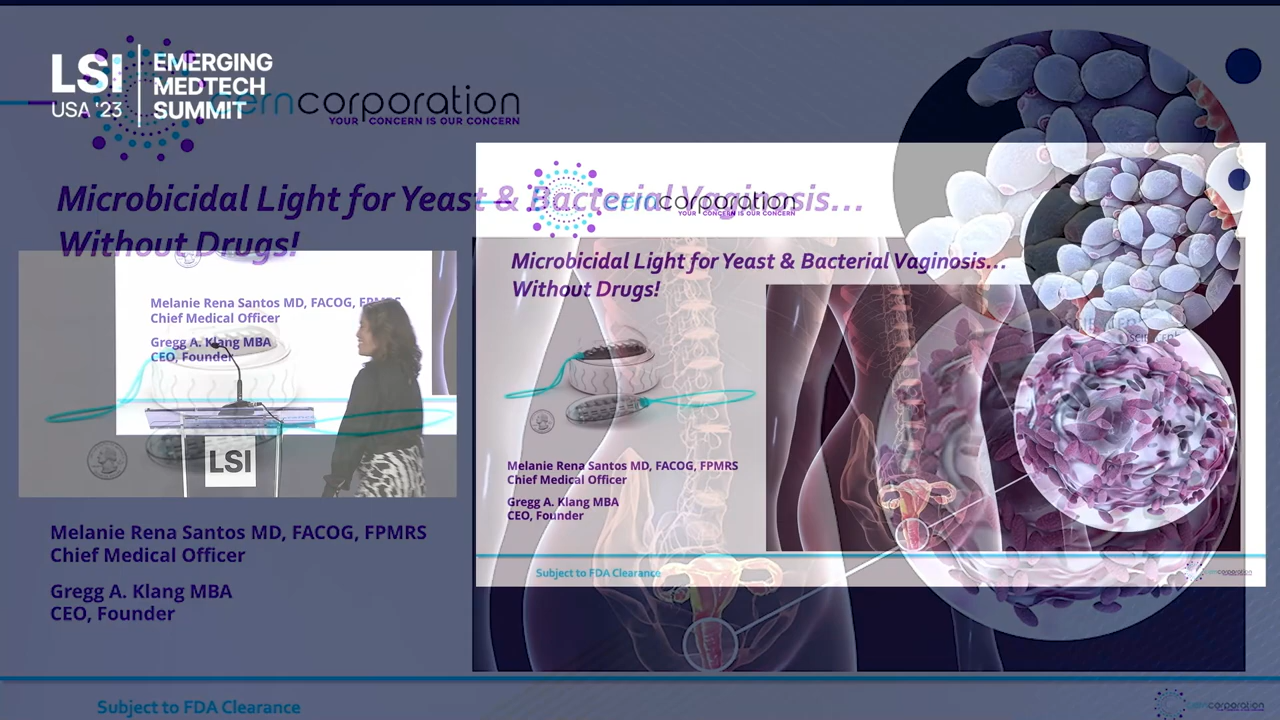 LSI
USA '23
EMERGING
MEDTECH
SUMMIT
cerncorporation
YOUR CONCERN IS OUR CONCERN
Microbicidal Light for Yeast & Bacterial Vaginosis...
Without Drugs!
Melanie Rena Santos MD, FACOG, FPMRS
Chief Medical Officer
Gregg A. Klang MBA
CEO, Founder
LSI
Melanie Rena Santos MD, FACOG, FPMRS
Chief Medical Officer
Gregg A. Klang MBA
CEO, Founder
Subject to FDA Clearance
cerncorporation
cerncorporation
YOUR CONCERN IS OUR CONCERN
Microbicidal Light for Yeast & Bacterial Vaginosis...
Without Drugs!
Melanie Rena Santos MD, FACOG, FPMRS
Chief Medical Officer
Gregg A. Klang MBA
CEO, Founder
Subject to FDA Clearance
cerncorporation